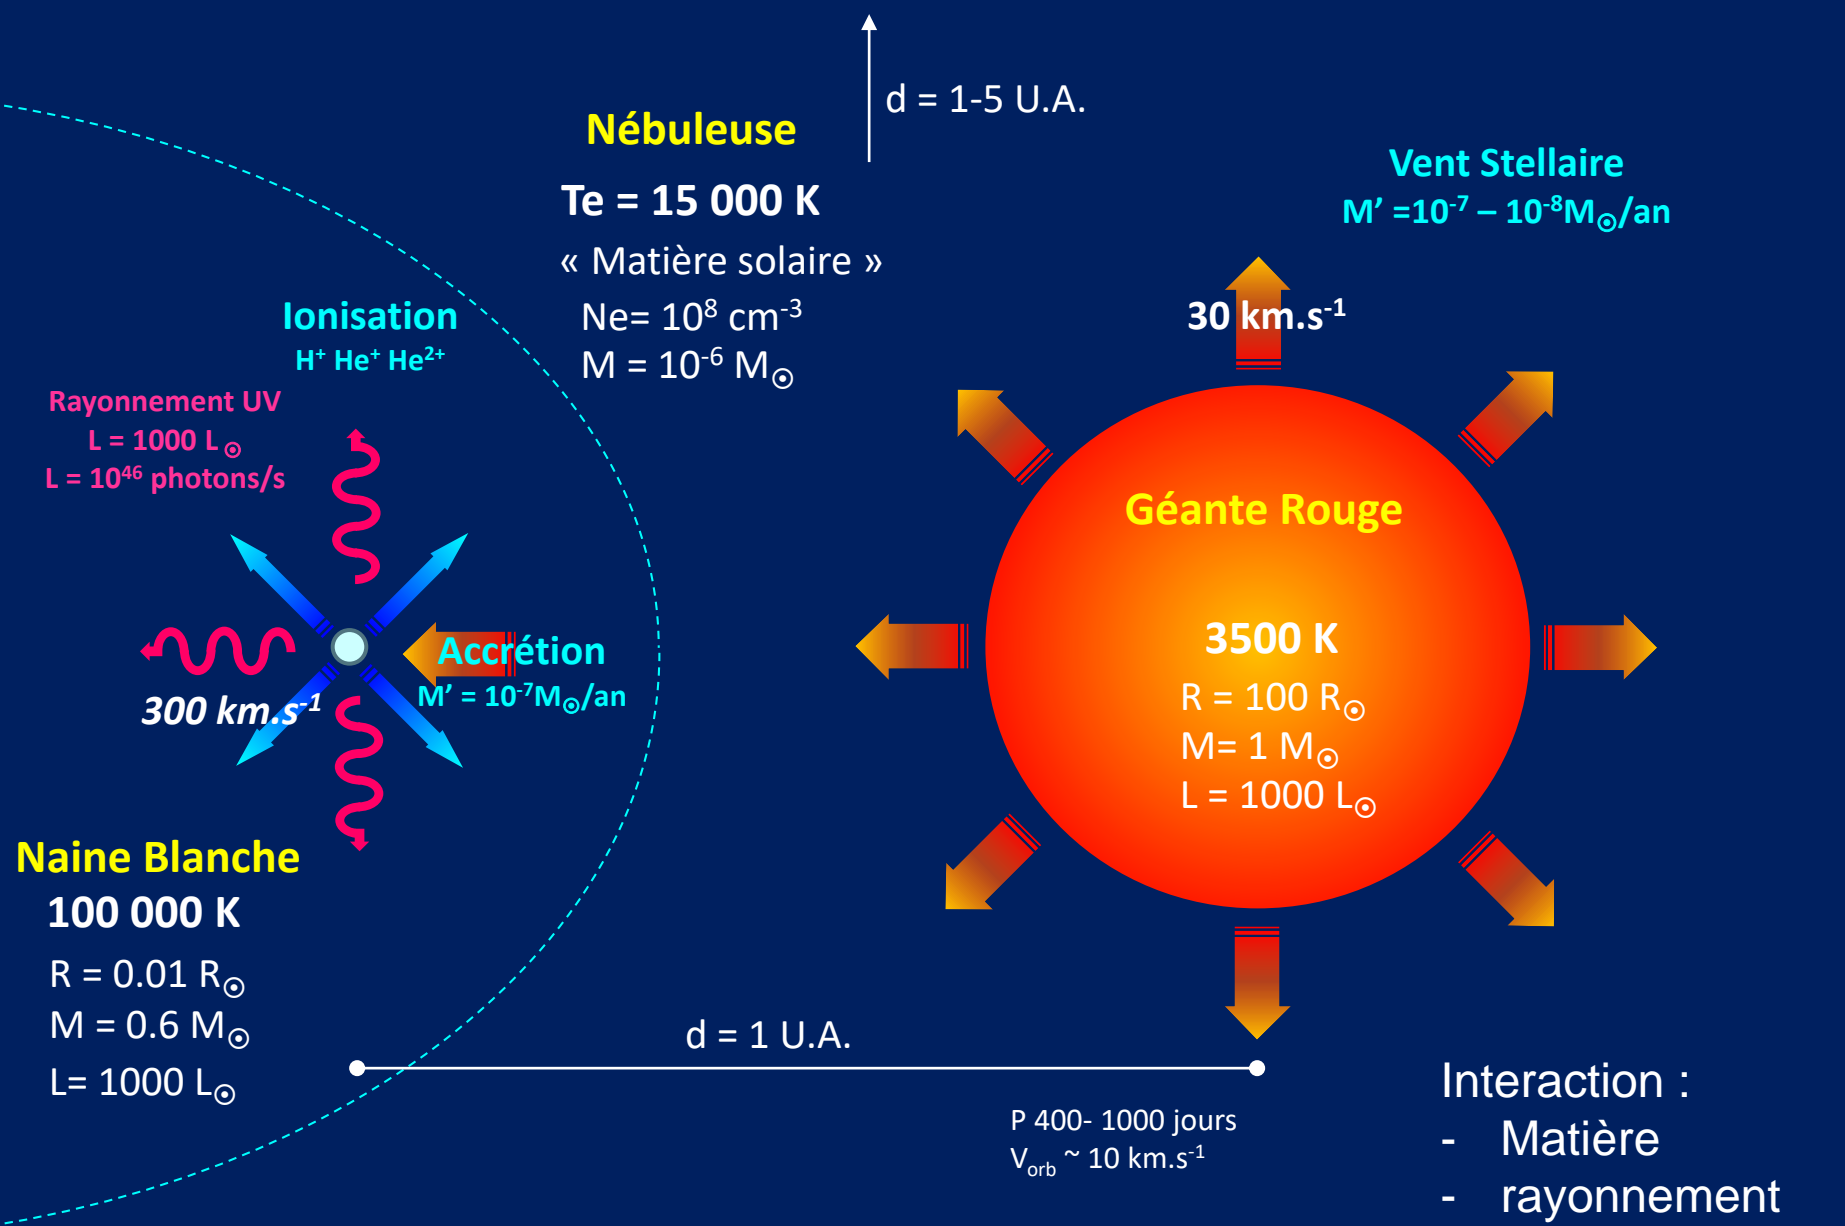 d = 1-5 U.A.
Nébuleuse
Te = 15 000 K
« Matière solaire »
Ne= 10⁸ cm⁻³
M = 10⁻⁶ M☉
Vent Stellaire
M’ =10⁻⁷ – 10⁻⁸M☉/an
30 km.s⁻¹
Ionisation
H⁺ He⁺ He²⁺
Rayonnement UV
L = 1000 L☉
L = 10⁴⁶ photons/s
Accrétion
M’ = 10⁻⁷M☉/an
300 km.s⁻¹
Géante Rouge
3500 K
R = 100 R☉
M= 1 M☉
L = 1000 L☉
Naine Blanche
100 000 K
R = 0.01 R☉
M = 0.6 M☉
L= 1000 L☉
d = 1 U.A.
P 400- 1000 jours
Vₒᵣb ~ 10 km.s⁻¹
Interaction :
- Matière
- rayonnement